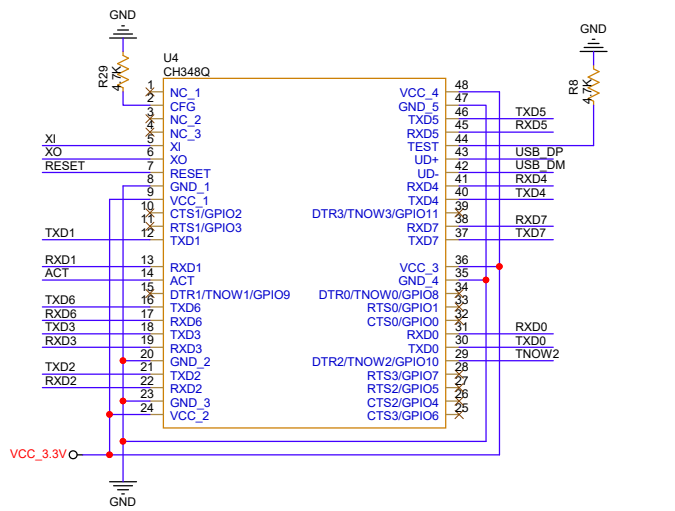 GND
GND
R29
4.7K
R8
4.7K
U4
CH348Q
1 NC_1 VCC_4 48
2 CFG GND_5 47
3 NC_2 TXD5 46 TXD5
4 NC_3 RXD5 45 RXD5
XI 5 XI TEST 44
XO 6 XO UD+ 43 USB_DP
RESET 7 RESET UD- 42 USB_DM
8 GND_1 RXD4 41 RXD4
9 VCC_1 TXD4 40 TXD4
10 CTS1/GPIO2 DTR3/TNOW3/GPIO11 39
11 RTS1/GPIO3 RXD7 38 RXD7
TXD1 12 TXD1 TXD7 37 TXD7
RXD1 13 RXD1 VCC_3 36
ACT 14 ACT GND_4 35
15 DTR1/TNOW1/GPIO9 DTR0/TNOW0/GPIO8 34
TXD6 16 TXD6 RTS0/GPIO1 33
RXD6 17 RXD6 CTS0/GPIO0 32
TXD3 18 TXD3 RXD0 31 RXD0
RXD3 19 RXD3 TXD0 30 TXD0
20 GND_2 DTR2/TNOW2/GPIO10 29 TNOW2
TXD2 21 TXD2 RTS3/GPIO7 28
RXD2 22 RXD2 RTS2/GPIO5 27
23 GND_3 CTS2/GPIO4 26
24 VCC_2 CTS3/GPIO6 25
VCC_3.3V
GND